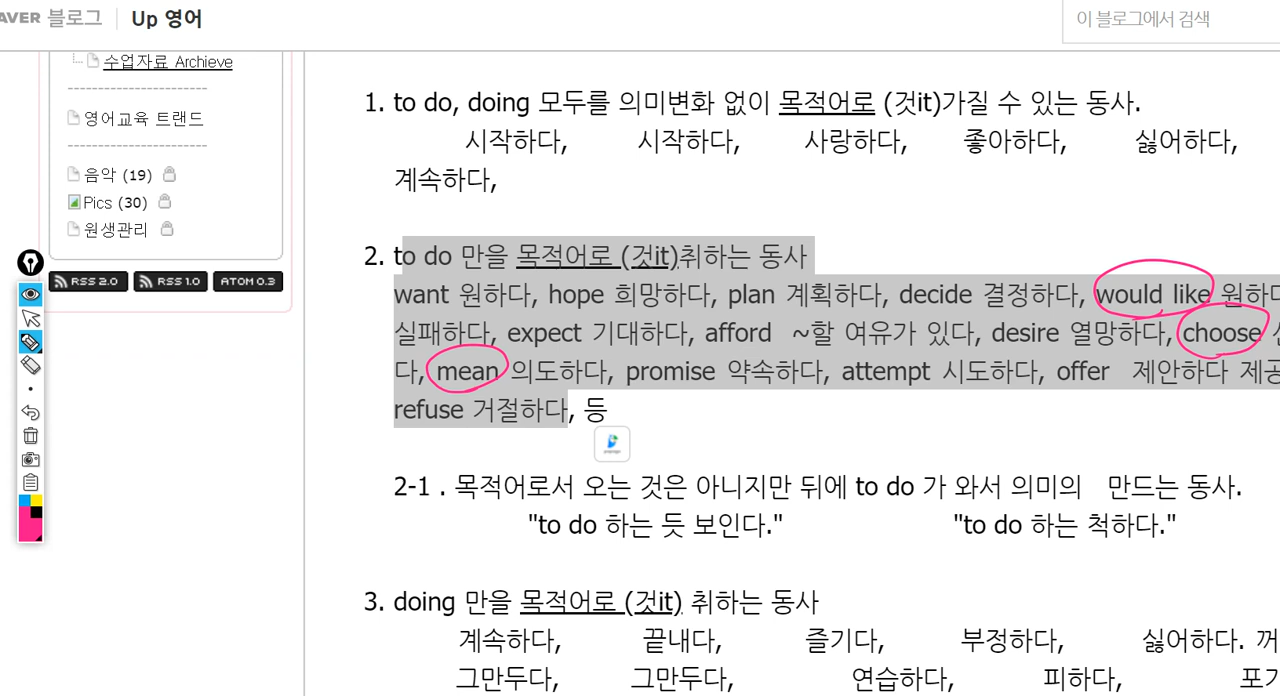 AVER 블로그 Up 영어
이 블로그에서 검색
수업자료 Archieve
영어교육 트랜드
음악 (19)
Pics (30)
원생관리
RSS 2.0 RSS 1.0 ATOM 0.3
1. to do, doing 모두를 의미변화 없이 목적어로 (것it)가질 수 있는 동사.
시작하다, 시작하다, 사랑하다, 좋아하다, 싫어하다,
계속하다,
2. to do 만을 목적어로 (것it)취하는 동사
want 원하다, hope 희망하다, plan 계획하다, decide 결정하다, would like 원하다
실패하다, expect 기대하다, afford ~할 여유가 있다, desire 열망하다, choose
다, mean 의도하다, promise 약속하다, attempt 시도하다, offer 제안하다 제공
refuse 거절하다, 등
2-1 . 목적어로서 오는 것은 아니지만 뒤에 to do 가 와서 의미의 만드는 동사.
"to do 하는 듯 보인다." "to do 하는 척하다."
3. doing 만을 목적어로 (것it) 취하는 동사
계속하다, 끝내다, 즐기다, 부정하다, 싫어하다. 꺼
그만두다, 그만두다, 연습하다, 피하다, 포기